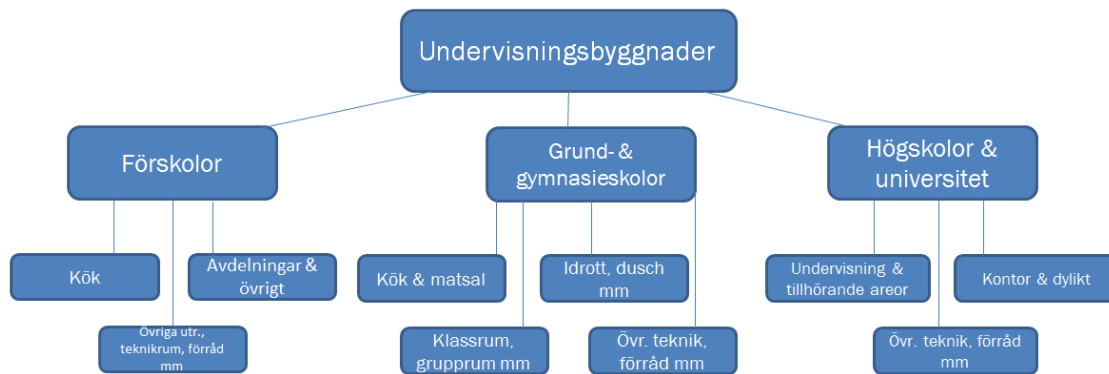 Undervisningsbyggnader
Förskolor
Grund- &
gymnasieskolor
Högskolor &
universitet
Kök
Avdelningar &
övrigt
Övriga utr.,
teknikrum, förråd
mm
Kök & matsal
Idrott, dusch
mm
Klassrum,
grupprum mm
Övr. teknik,
förråd mm
Undervisning &
tillhörande areor
Kontor & dylikt
Övr. teknik, förråd
mm